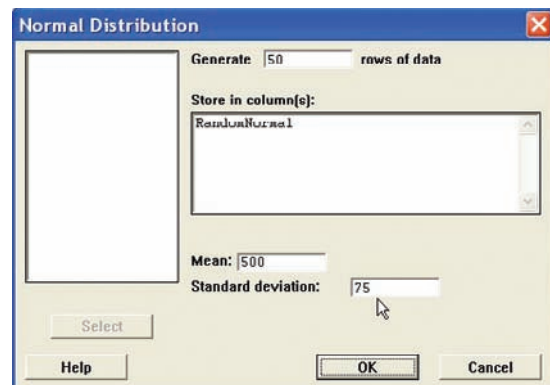 Normal Distribution
Generate 50 rows of data
Store in column(s):
RandomNormal
Mean: 500
Standard deviation: 75
Select
Help OK Cancel